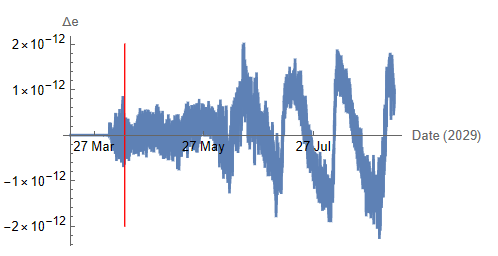 Δe
2×10⁻¹²
1×10⁻¹²
27 Mar 27 May 27 Jul Date (2029)
-1×10⁻¹²
-2×10⁻¹²